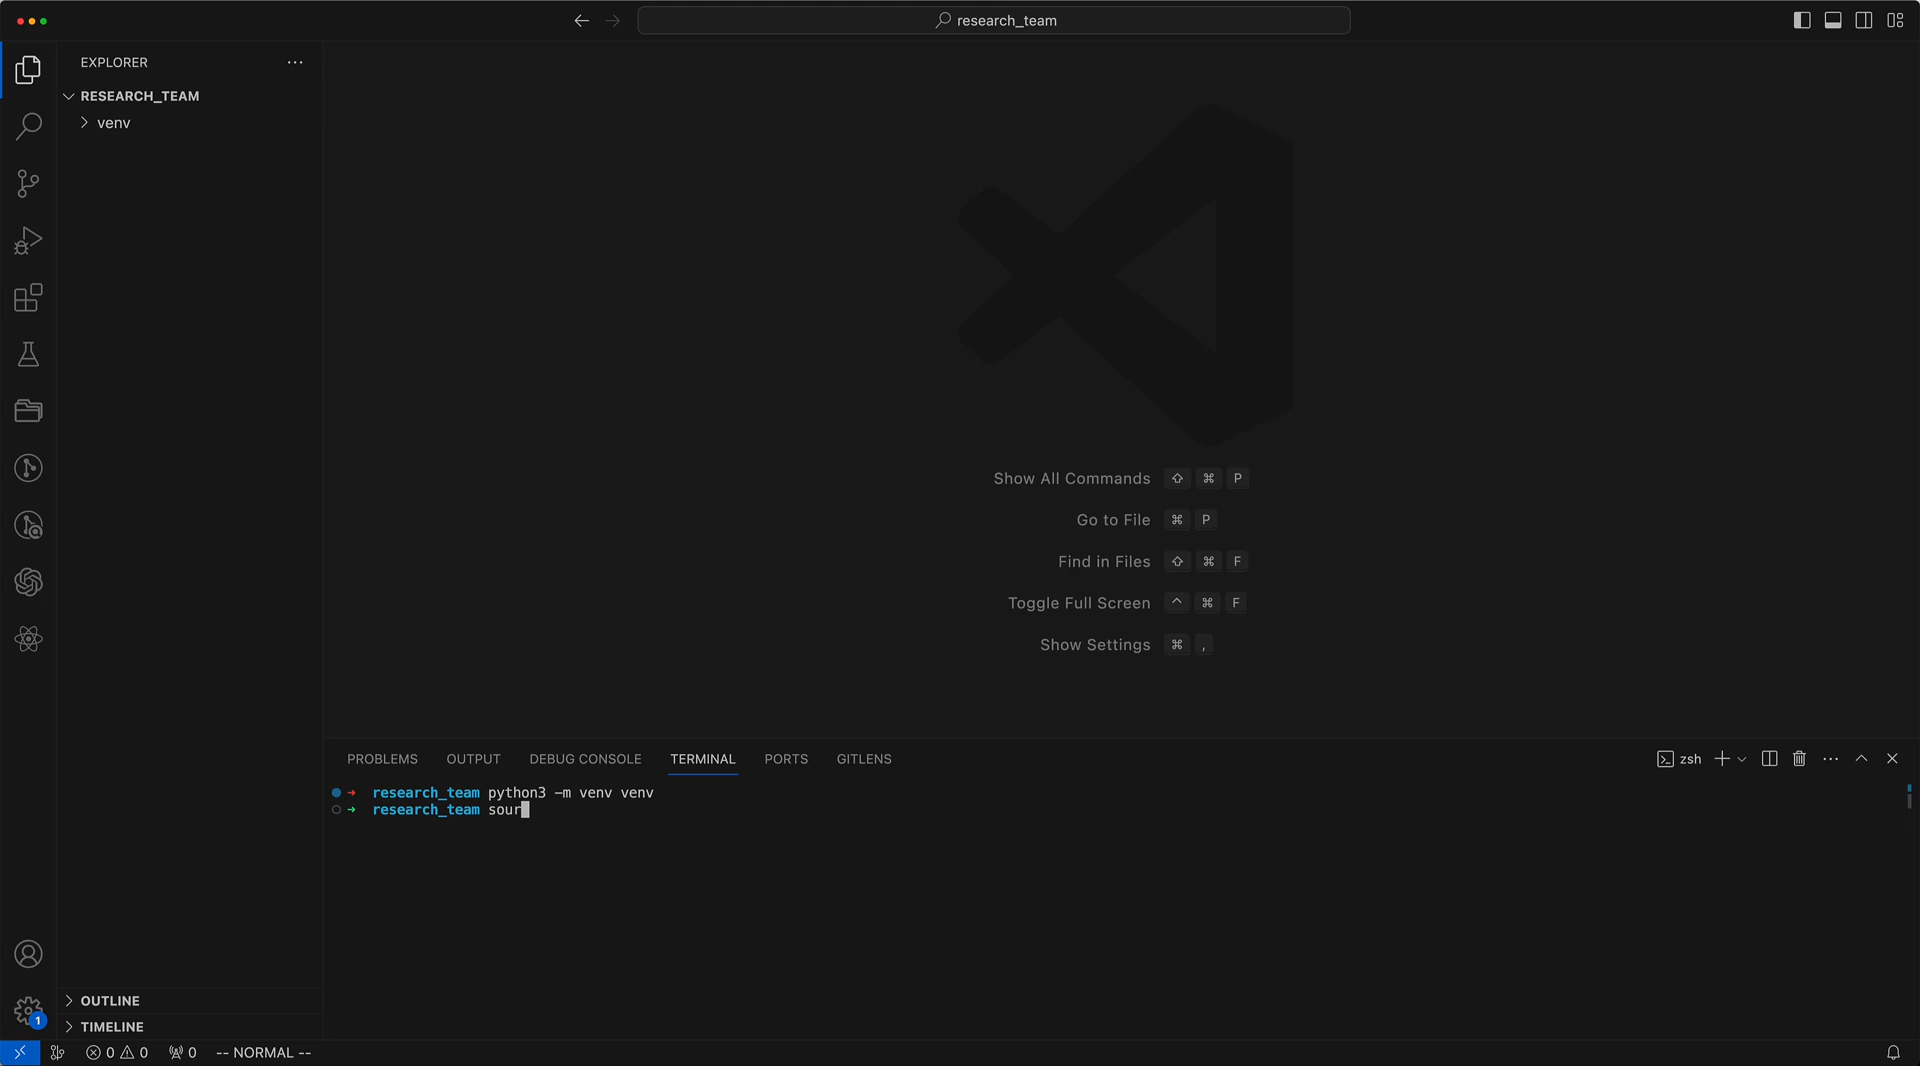 research_team
EXPLORER
RESEARCH_TEAM
venv
Show All Commands ⇧ ⌘ P
Go to File ⌘ P
Find in Files ⇧ ⌘ F
Toggle Full Screen ^ ⌘ F
Show Settings ⌘ ,
PROBLEMS OUTPUT DEBUG CONSOLE TERMINAL PORTS GITLENS
zsh
research_team python3 -m venv venv
research_team sour
OUTLINE
1
TIMELINE
0 0 0 -- NORMAL --